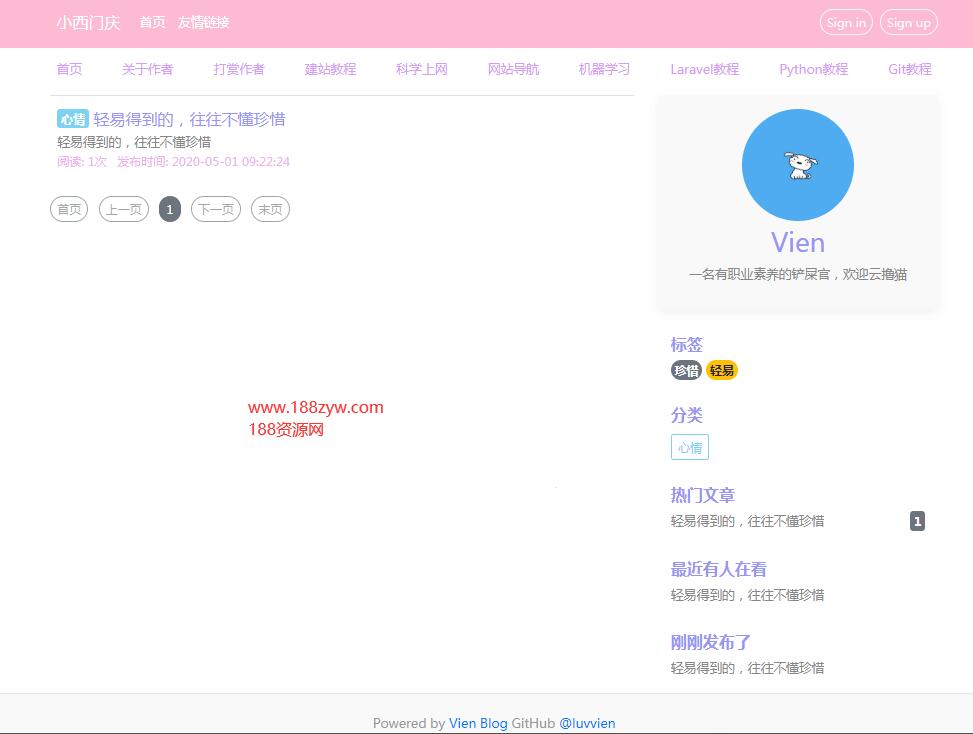 小西门庆 首页 友情链接 Sign in Sign up
首页 关于作者 打赏作者 建站教程 科学上网 网站导航 机器学习 Laravel教程 Python教程 Git教程
心情 轻易得到的，往往不懂珍惜
轻易得到的，往往不懂珍惜
阅读: 1次 发布时间: 2020-05-01 09:22:24
首页 上一页 1 下一页 末页
Vien
一名有职业素养的铲屎官，欢迎云撸猫
标签
珍惜 轻易
分类
心情
热门文章
轻易得到的，往往不懂珍惜 1
最近有人在看
轻易得到的，往往不懂珍惜
刚刚发布了
轻易得到的，往往不懂珍惜
www.188zyw.com
188资源网
Powered by Vien Blog GitHub @luvvien